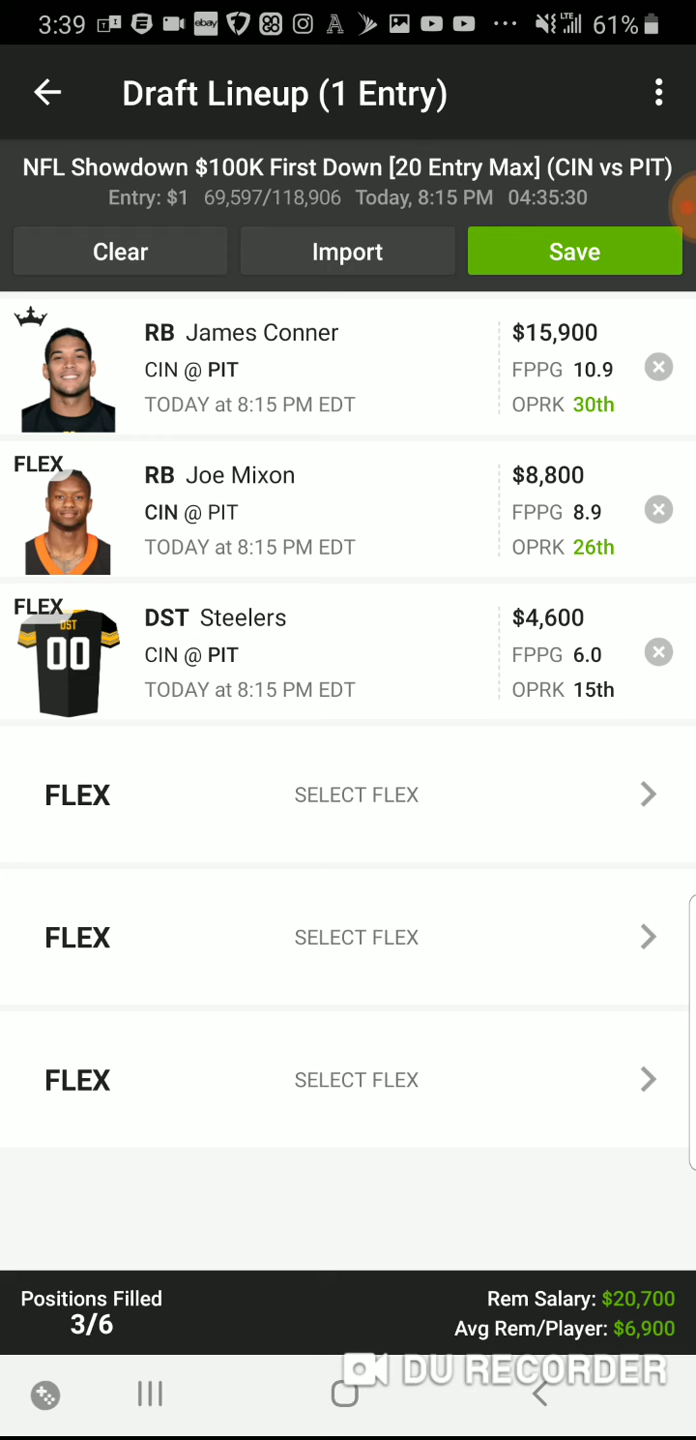 3:39 ebay LTE 61%
Draft Lineup (1 Entry)
NFL Showdown $100K First Down [20 Entry Max] (CIN vs PIT)
Entry: $1 69,597/118,906 Today, 8:15 PM 04:35:30
Clear Import Save
RB James Conner $15,900
CIN @ PIT FPPG 10.9
TODAY at 8:15 PM EDT OPRK 30th
FLEX
RB Joe Mixon $8,800
CIN @ PIT FPPG 8.9
TODAY at 8:15 PM EDT OPRK 26th
FLEX
DST Steelers $4,600
DST
00
CIN @ PIT FPPG 6.0
TODAY at 8:15 PM EDT OPRK 15th
FLEX SELECT FLEX
FLEX SELECT FLEX
FLEX SELECT FLEX
Positions Filled Rem Salary: $20,700
3/6 Avg Rem/Player: $6,900
DU RECORDER